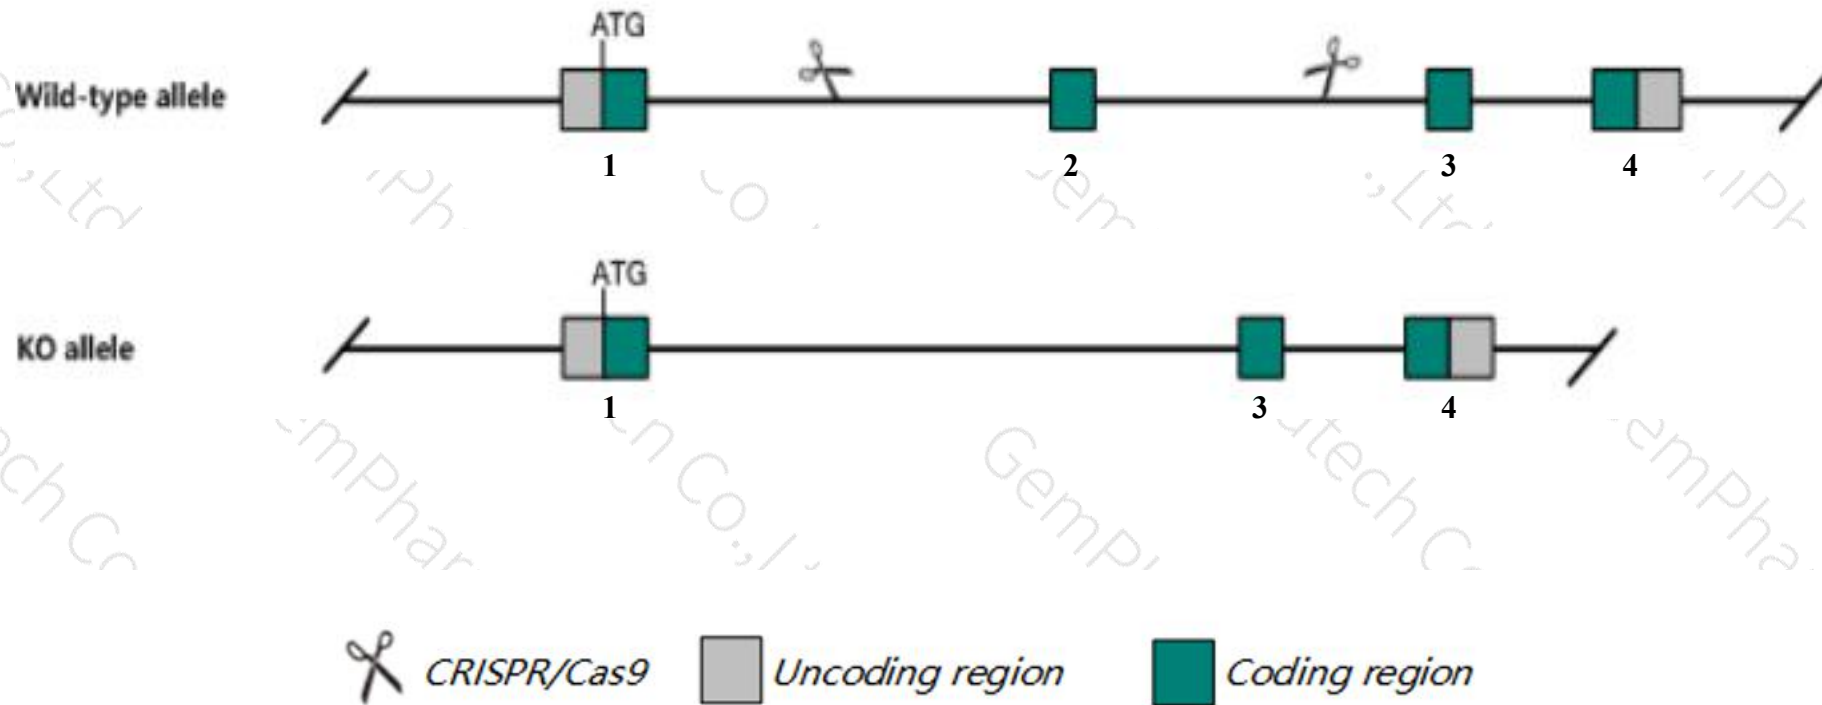 ATG
Wild-type allele
1 2 3 4
ATG
KO allele
1 3 4
GemP
CRISPR/Cas9
Uncoding region
Coding region